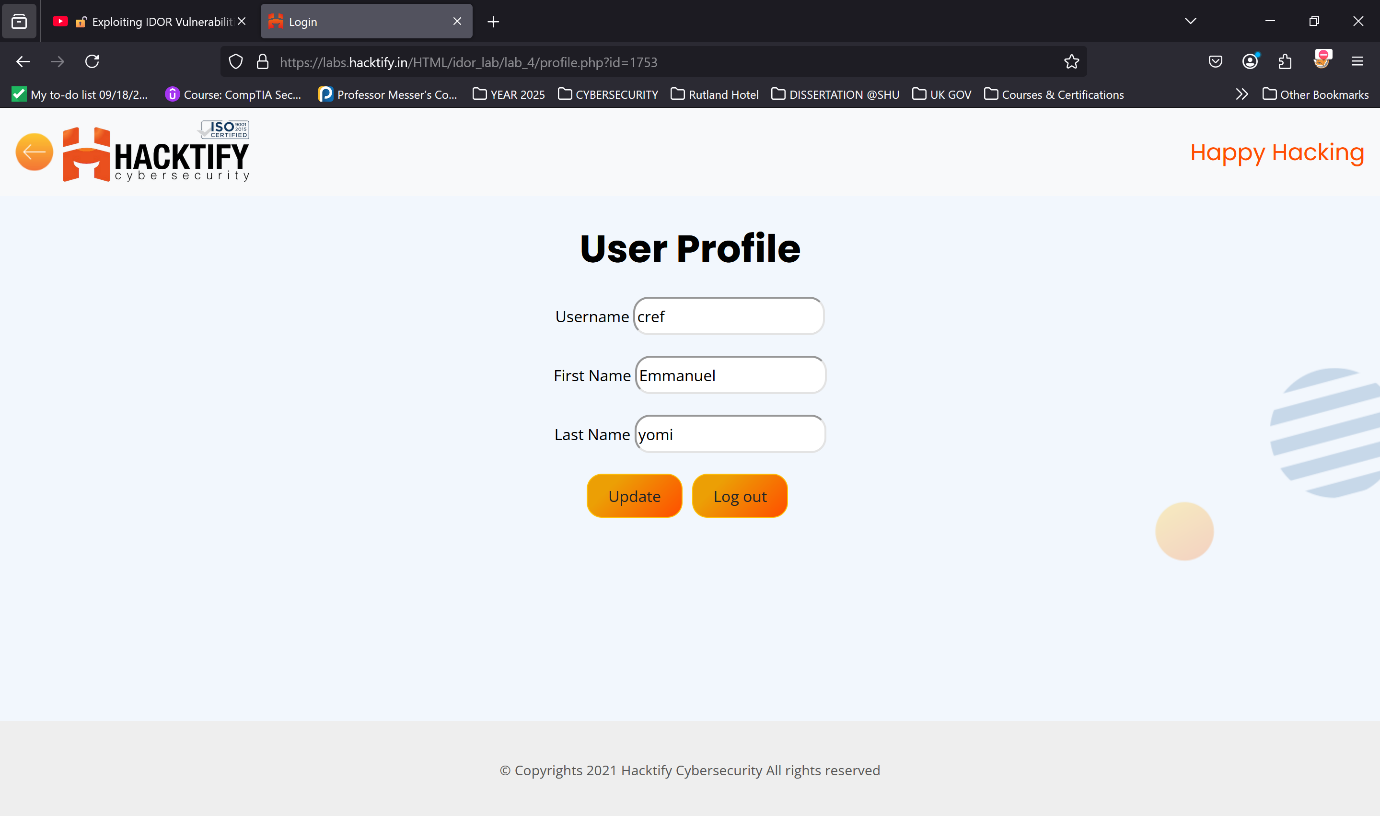 Exploiting IDOR Vulnerabilit
Login
https://labs.hacktify.in/HTML/idor_lab/lab_4/profile.php?id=1753
My to-do list 09/18/2... Course: CompTIA Sec... Professor Messer's Co... YEAR 2025 CYBERSECURITY Rutland Hotel DISSERTATION @SHU UK GOV Courses & Certifications Other Bookmarks
ISO 9001 2015
CERTIFIED
HACKTIFY
cybersecurity
Happy Hacking
User Profile
Username cref
First Name Emmanuel
Last Name yomi
Update Log out
© Copyrights 2021 Hacktify Cybersecurity All rights reserved